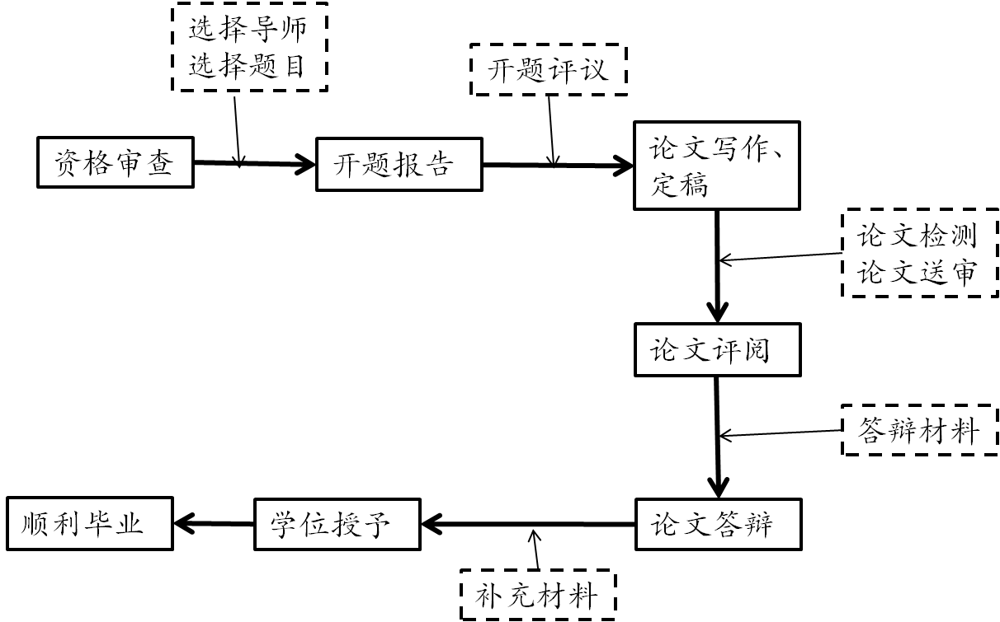 选择导师
选择题目
开题评议
资格审查
开题报告
论文写作、
定稿
论文检测
论文送审
论文评阅
答辩材料
论文答辩
学位授予
顺利毕业
补充材料